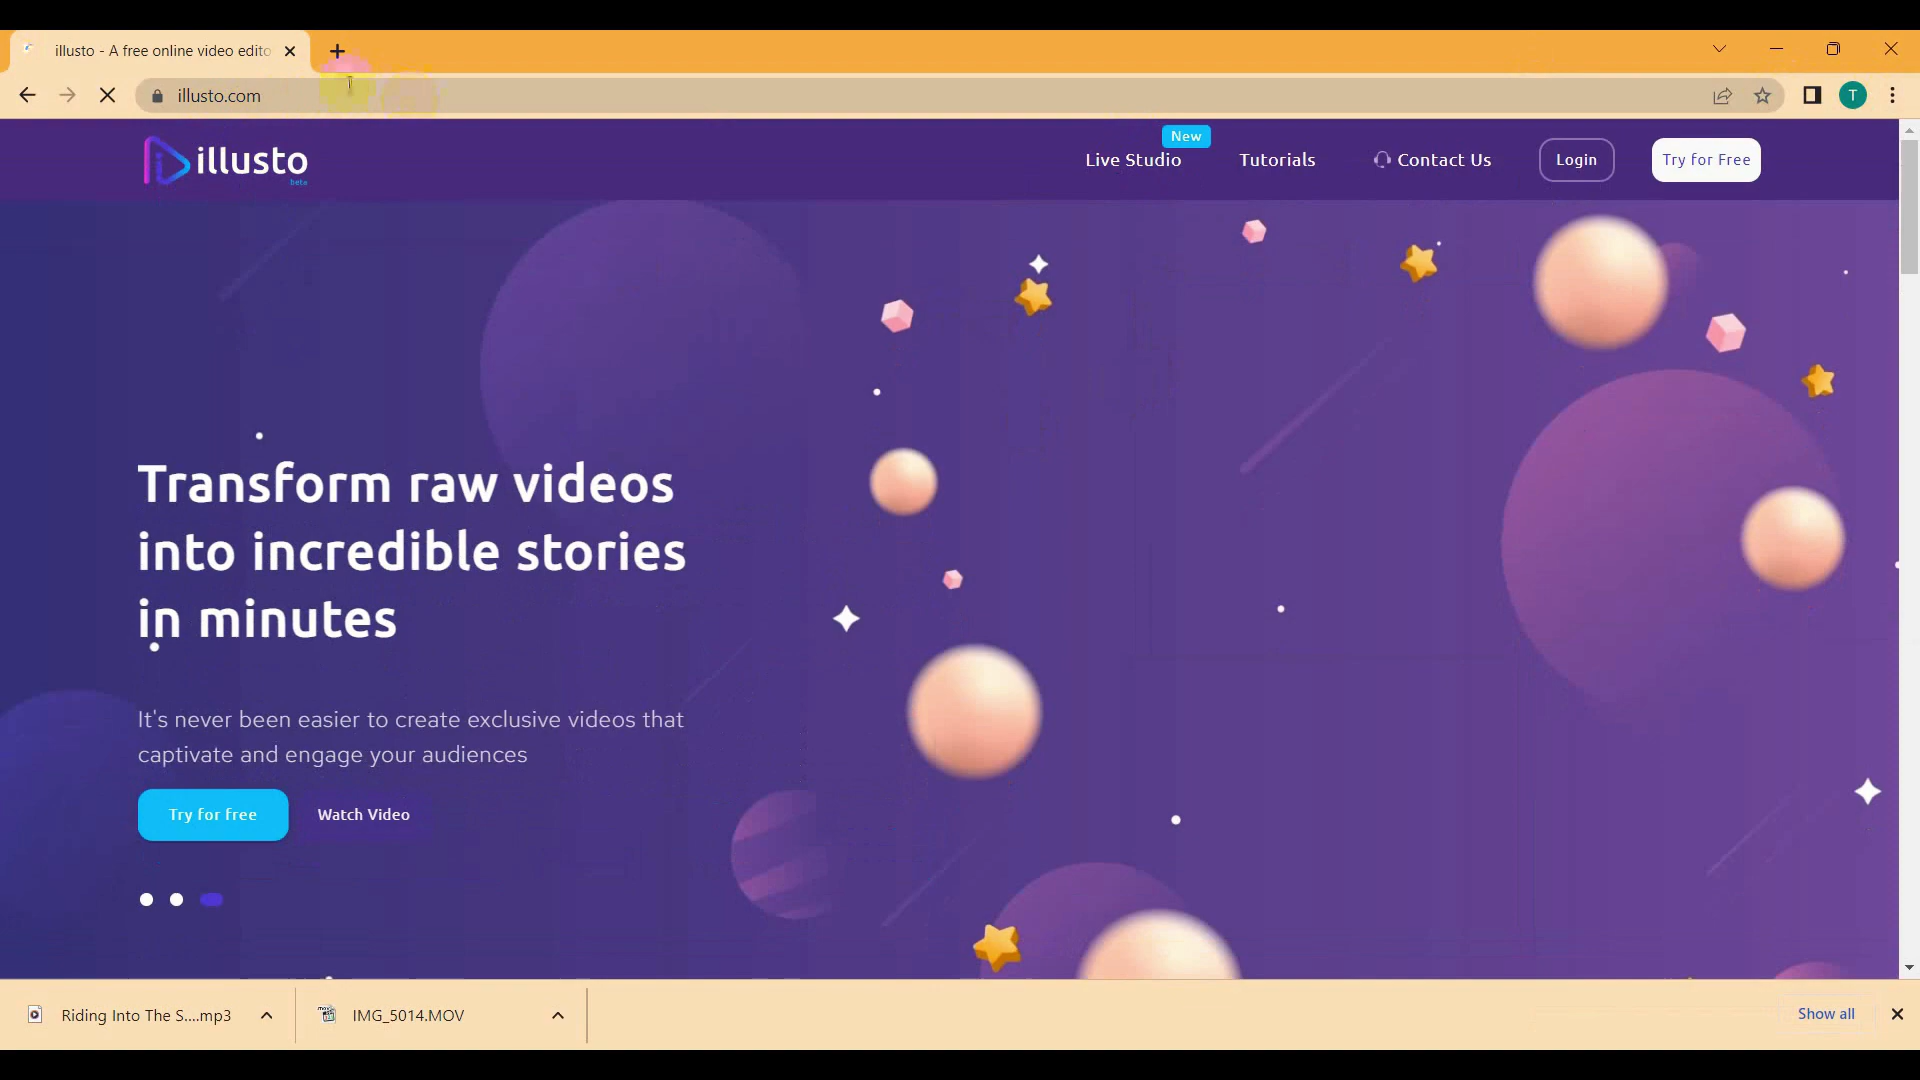 illusto - A free online video edito
illusto.com
T
illusto
beta
New
Live Studio
Tutorials
Contact Us
Login
Try for Free
Transform raw videos
into incredible stories
in minutes
It's never been easier to create exclusive videos that
captivate and engage your audiences
Try for free
Watch Video
Riding Into The S....mp3
IMG_5014.MOV
Show all